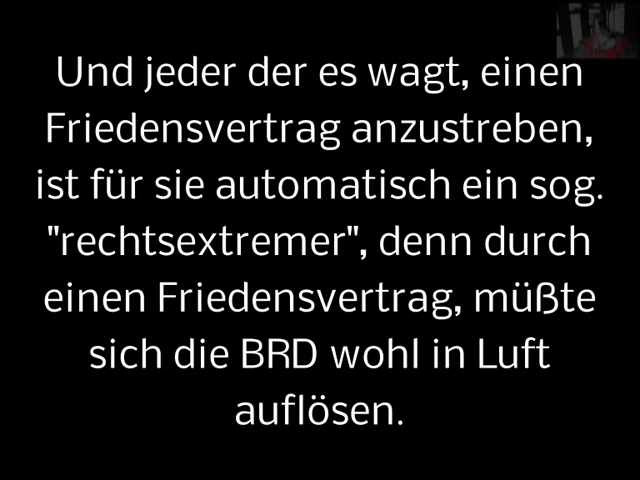 Und jeder der es wagt, einen
Friedensvertrag anzustreben,
ist für sie automatisch ein sog.
"rechtsextremer", denn durch
einen Friedensvertrag, müßte
sich die BRD wohl in Luft
auflösen.